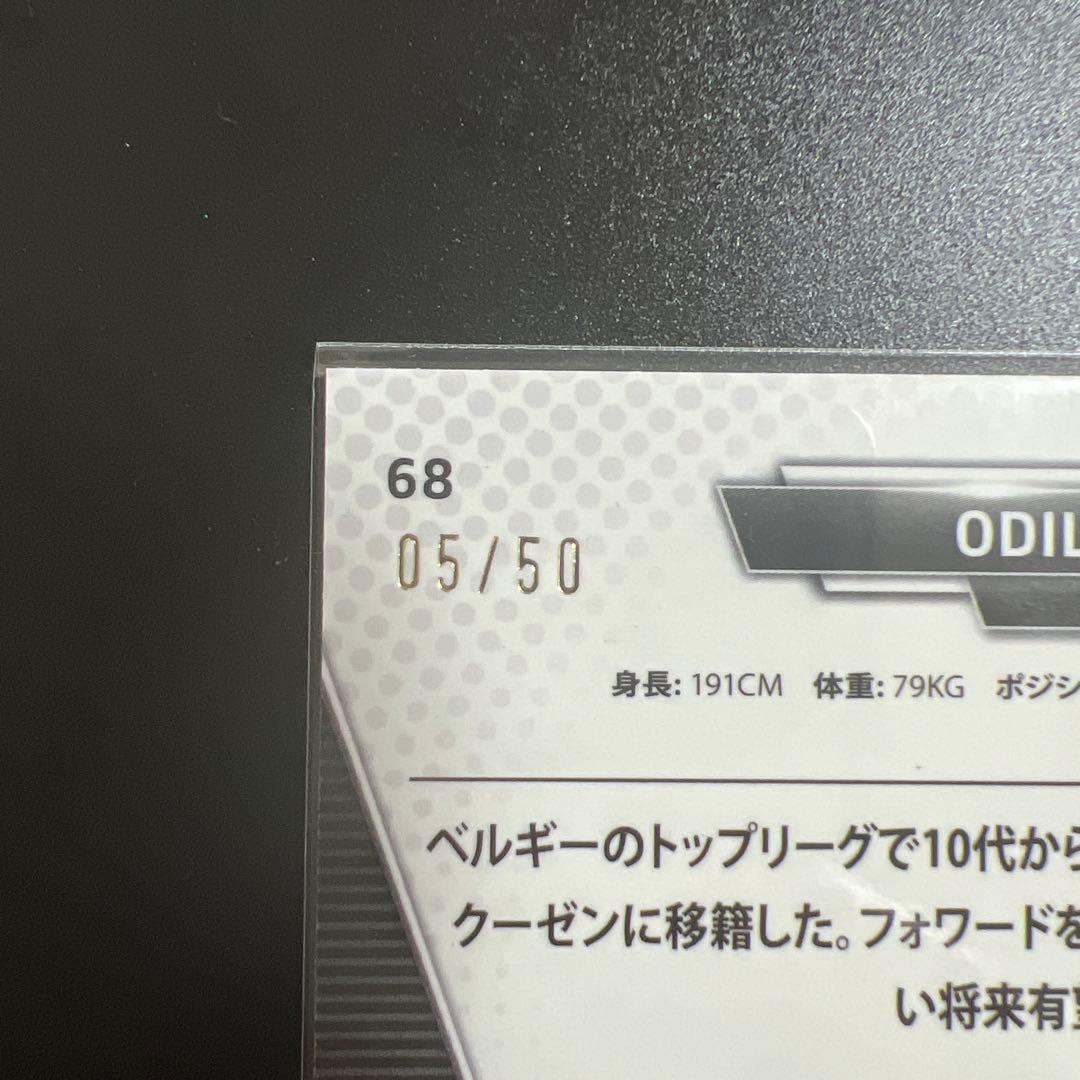 68
05/50
ODIL
身長: 191CM 体重: 79KG ポジシ
ベルギーのトップリーグで10代から
クーゼンに移籍した。フォワードを
い将来有望